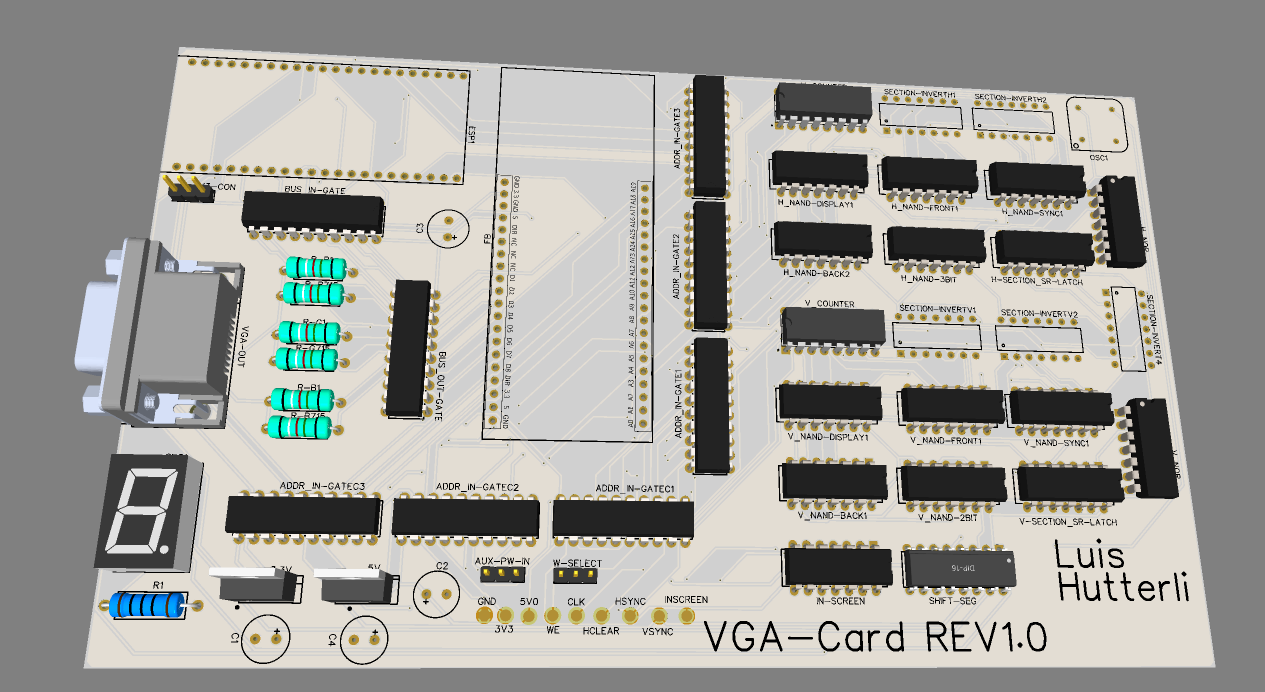 SECTION-INVERTH1
SECTION-INVERTH2
ADDR_IN-GATE3
ESP1
OSC1
-CON
BUS_IN-GATE
C3
FB
H_NAND-DISPLAY1
H_NAND-FRONT1
H_NAND-SYNC1
ADDR_IN-GATE2
H_NAND-BACK2
H_NAND-3BIT
H-SECTION_SR-LATCH
V_COUNTER
SECTION-INVERTV1
SECTION-INVERTV2
SECTION-INVERT4
VGA-OUT
R-B1
BUS_OUT-GATE
ADDR_IN-GATE1
V_NAND-DISPLAY1
V_NAND-FRONT1
V_NAND-SYNC1
V_NOR
ADDR_IN-GATEC3
ADDR_IN-GATEC2
ADDR_IN-GATEC1
V_NAND-BACK1
V_NAND-2BIT
V-SECTION_SR-LATCH
R1
5V
C2
AUX-PW-IN
W-SELECT
DIP-16
IN-SCREEN
SHIFT-SEG
Luis
Hutterli
GND
5V0
CLK
HSYNC
INSCREEN
3V3
WE
HCLEAR
VSYNC
C1
C4
VGA-Card REV1.0